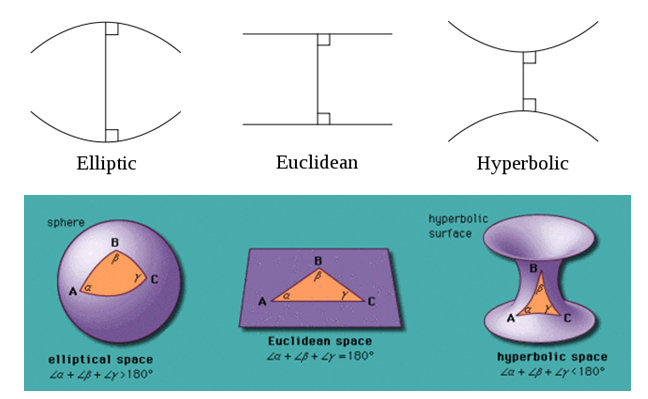 Elliptic
Euclidean
Hyperbolic
sphere
B
A
C
α
β
γ
elliptical space
∠α + ∠β + ∠γ > 180°
B
A
C
α
β
γ
Euclidean space
∠α + ∠β + ∠γ = 180°
hyperbolic
surface
B
A
C
α
β
γ
hyperbolic space
∠α + ∠β + ∠γ < 180°